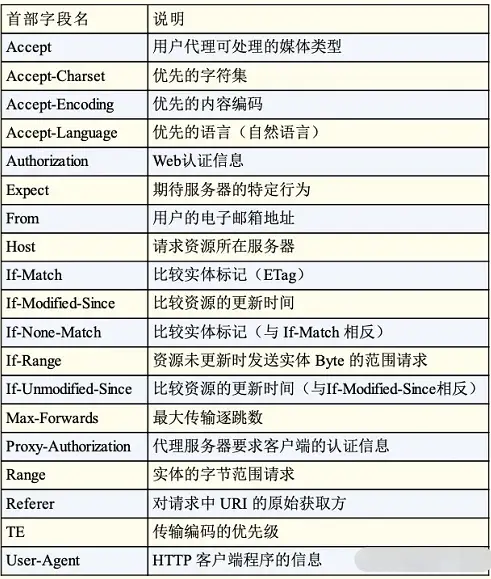 首部字段名 说明
Accept 用户代理可处理的媒体类型
Accept-Charset 优先的字符集
Accept-Encoding 优先的内容编码
Accept-Language 优先的语言（自然语言）
Authorization Web认证信息
Expect 期待服务器的特定行为
From 用户的电子邮箱地址
Host 请求资源所在服务器
If-Match 比较实体标记（ETag）
If-Modified-Since 比较资源的更新时间
If-None-Match 比较实体标记（与 If-Match 相反）
If-Range 资源未更新时发送实体 Byte 的范围请求
If-Unmodified-Since 比较资源的更新时间（与If-Modified-Since相反）
Max-Forwards 最大传输逐跳数
Proxy-Authorization 代理服务器要求客户端的认证信息
Range 实体的字节范围请求
Referer 对请求中 URI 的原始获取方
TE 传输编码的优先级
User-Agent HTTP 客户端程序的信息